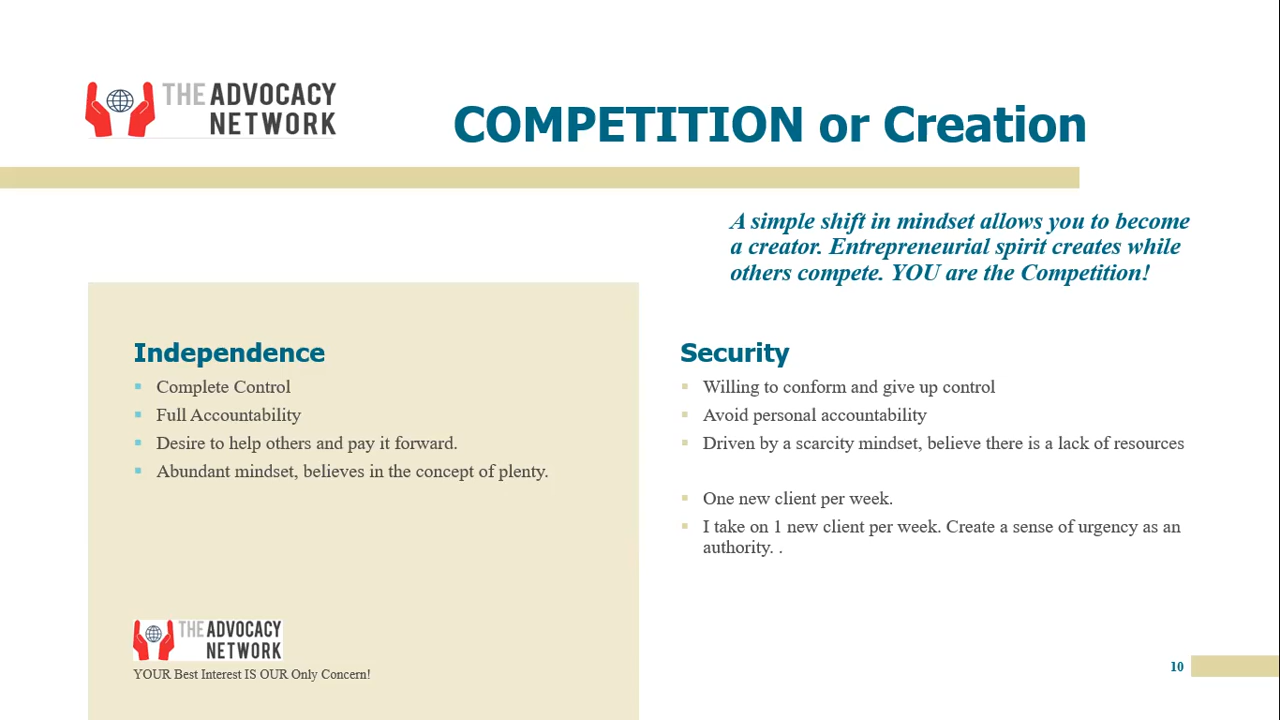 THE ADVOCACY
NETWORK
COMPETITION or Creation
A simple shift in mindset allows you to become
a creator. Entrepreneurial spirit creates while
others compete. YOU are the Competition!
Independence
Complete Control
Full Accountability
Desire to help others and pay it forward.
Abundant mindset, believes in the concept of plenty.
Security
Willing to conform and give up control
Avoid personal accountability
Driven by a scarcity mindset, believe there is a lack of resources
One new client per week.
I take on 1 new client per week. Create a sense of urgency as an
authority. .
THE ADVOCACY
NETWORK
YOUR Best Interest IS OUR Only Concern!
10